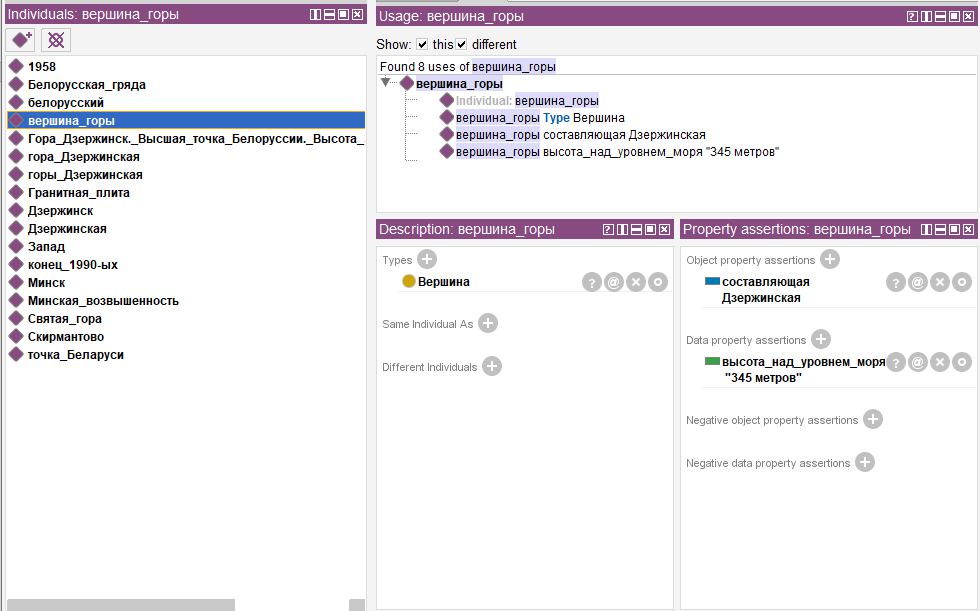 Individuals: вершина_горы
1958
Белорусская_гряда
белорусский
вершина_горы
Гора_Дзержинск._Высшая_точка_Белоруссии._Высота_
гора_Дзержинская
горы_Дзержинская
Гранитная_плита
Дзержинск
Дзержинская
Запад
конец_1990-ых
Минск
Минская_возвышенность
Святая_гора
Скирмантово
точка_Беларуси
Usage: вершина_горы
Show: this different
Found 8 uses of вершина_горы
вершина_горы
Individual: вершина_горы
вершина_горы Type Вершина
вершина_горы составляющая Дзержинская
вершина_горы высота_над_уровнем_моря "345 метров"
Description: вершина_горы
Types
Вершина
Same Individual As
Different Individuals
Property assertions: вершина_горы
Object property assertions
составляющая
Дзержинская
Data property assertions
высота_над_уровнем_моря
"345 метров"
Negative object property assertions
Negative data property assertions